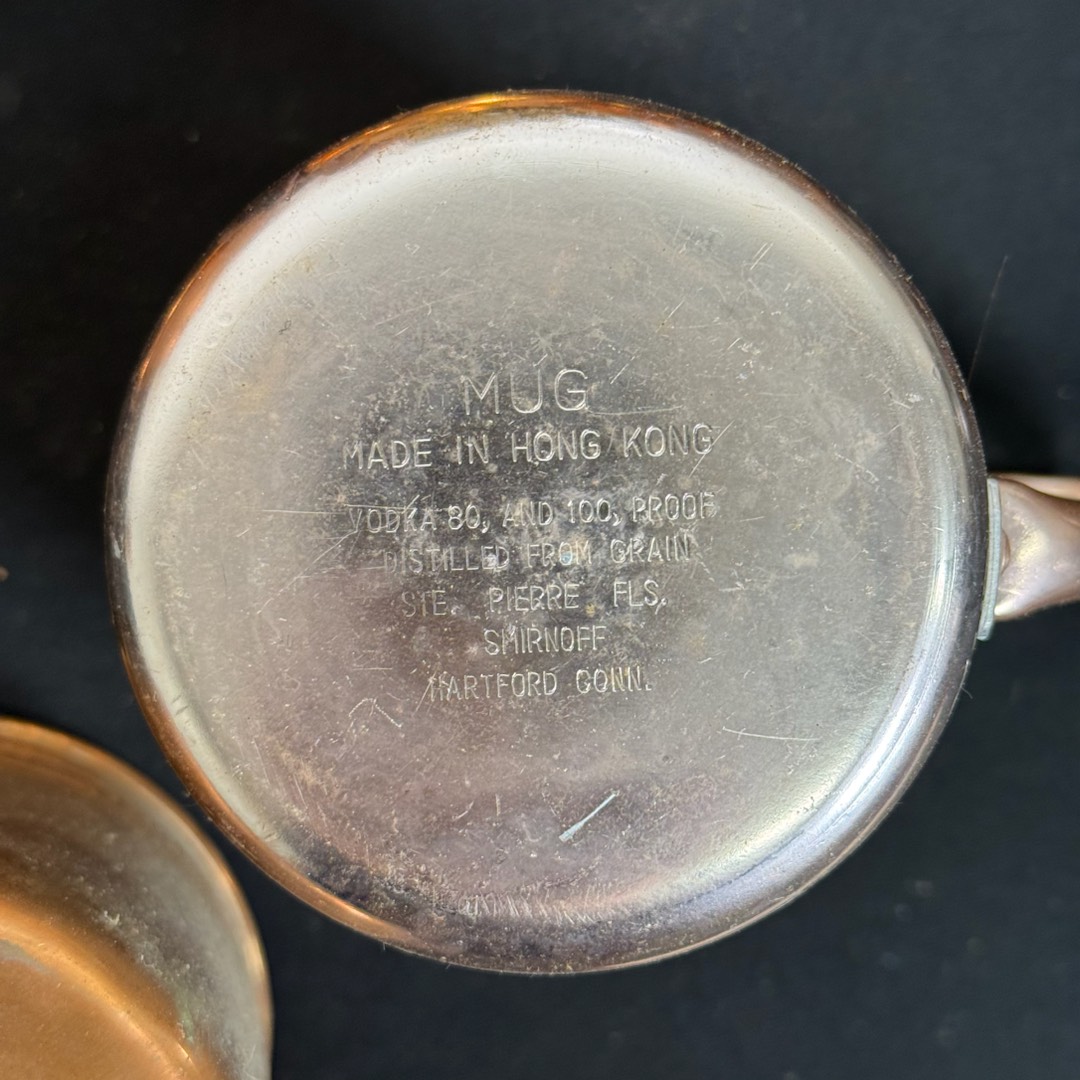 MUG
MADE IN HONG KONG
VODKA 80, AND 100, PROOF
DISTILLED FROM GRAIN
STE. PIERRE FLS.
SMIRNOFF
HARTFORD CONN.